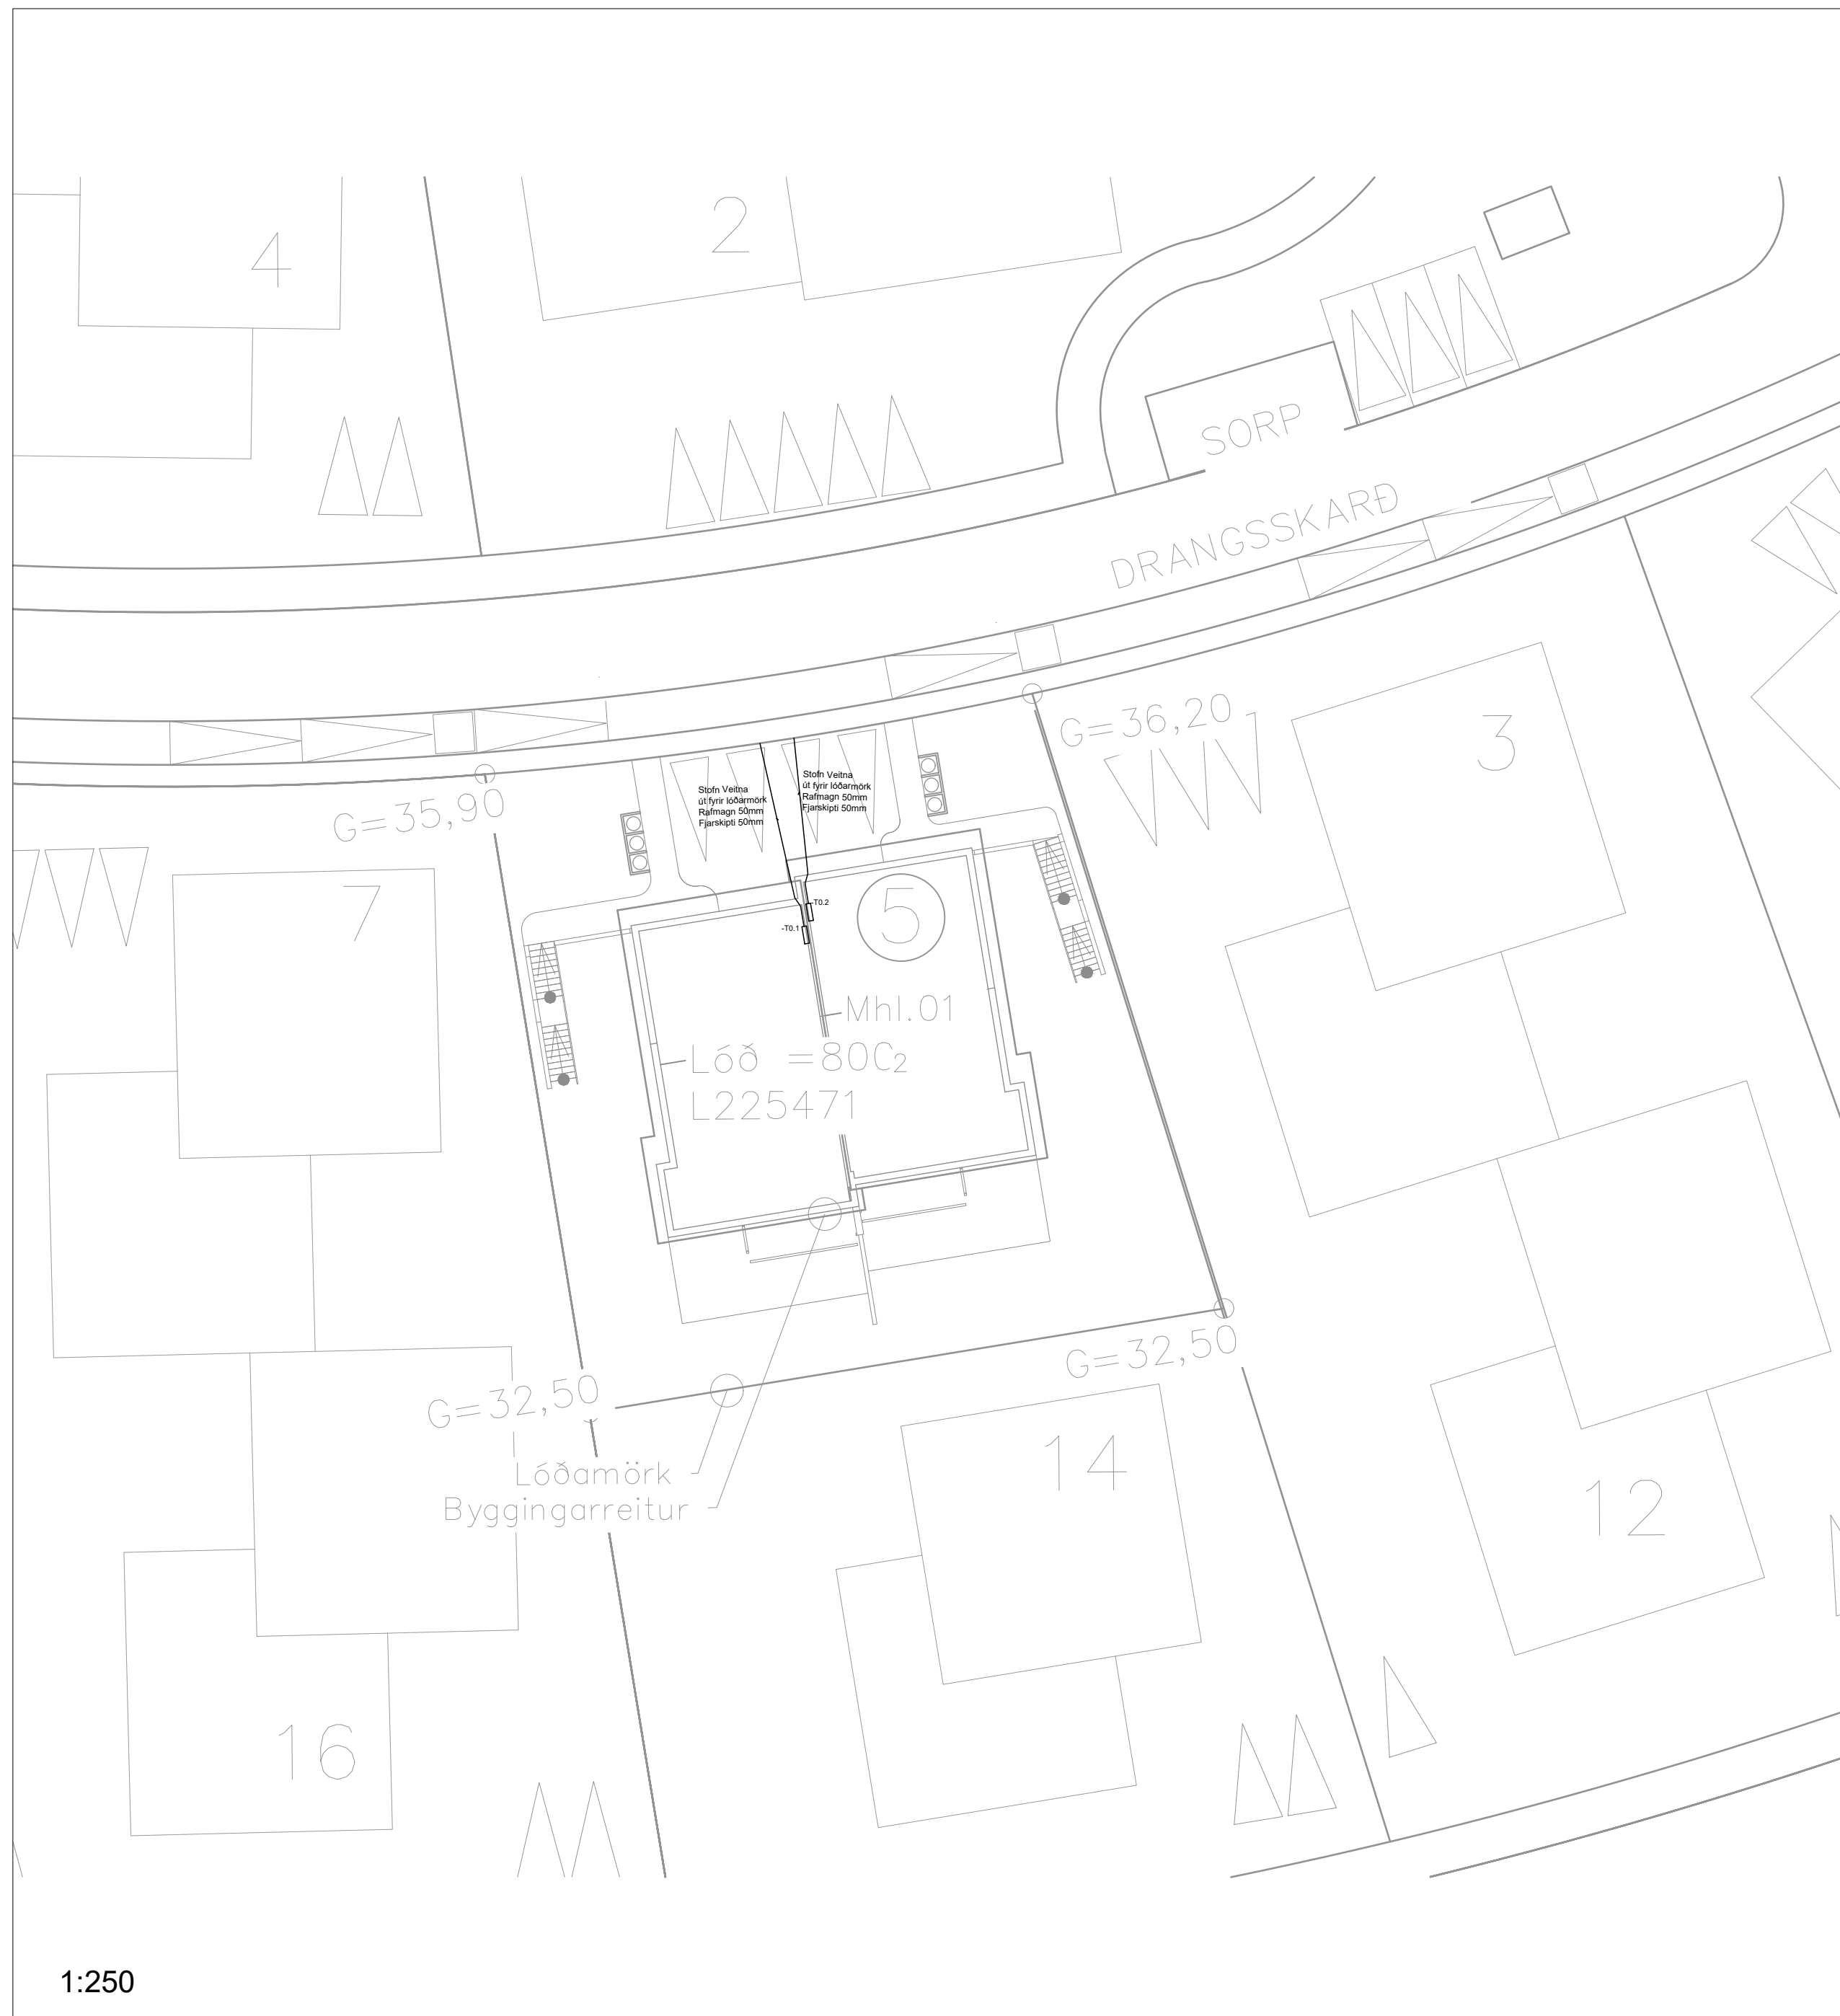 4
2
SORP
DRANGSSKARÐ
G=36,20
3
G=35,90
Stofn Veitna
út fyrir lóðarmörk
Rafmagn 50mm
Fjarskipti 50mm
Stofn Veitna
út fyrir lóðarmörk
Rafmagn 50mm
Fjarskipti 50mm
7
-T0.2
5
-T0.1
Mhl.01
Lóð =80C2
L225471
G=32,50
G=32,50
Lóðamörk
Byggingarreitur
14
12
16
1:250